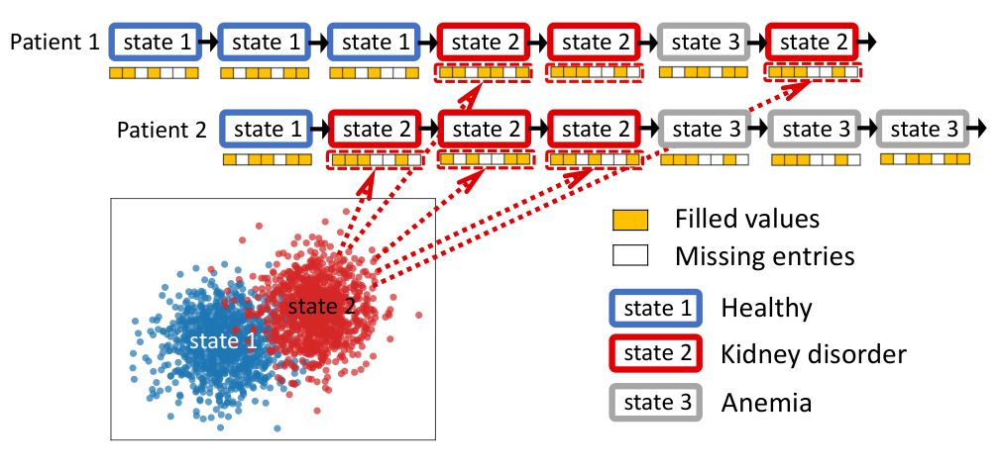 Patient 1 state 1 state 1 state 1 state 2 state 2 state 3 state 2
Patient 2 state 1 state 2 state 2 state 2 state 3 state 3 state 3
state 2
state 1
Filled values
Missing entries
state 1 Healthy
state 2 Kidney disorder
state 3 Anemia